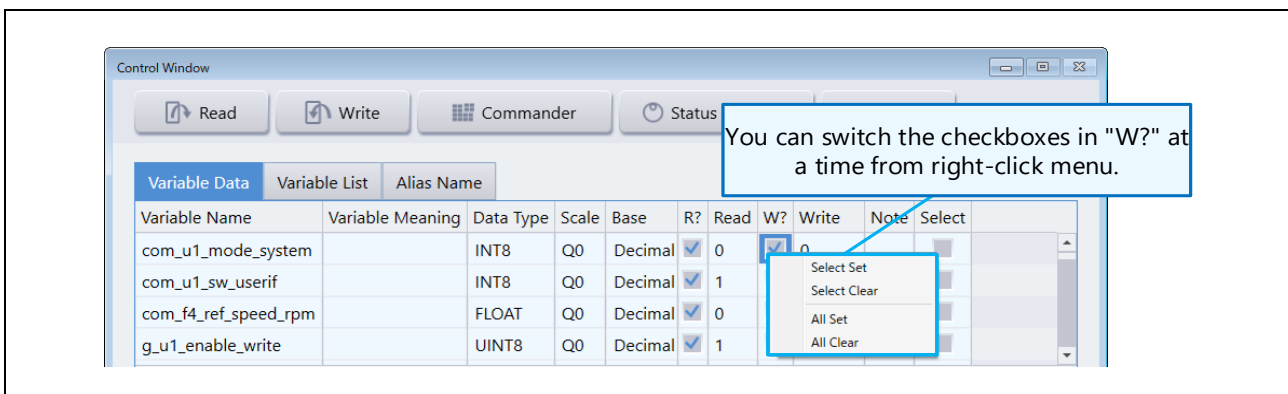 Control Window
Read Write Commander Status
You can switch the checkboxes in "W?" at
a time from right-click menu.
Variable Data Variable List Alias Name
Variable Name Variable Meaning Data Type Scale Base R? Read W? Write Note Select
com_u1_mode_system INT8 Q0 Decimal 0 0
com_u1_sw_userif INT8 Q0 Decimal 1
com_f4_ref_speed_rpm FLOAT Q0 Decimal 0
g_u1_enable_write UINT8 Q0 Decimal 1
Select Set
Select Clear
All Set
All Clear